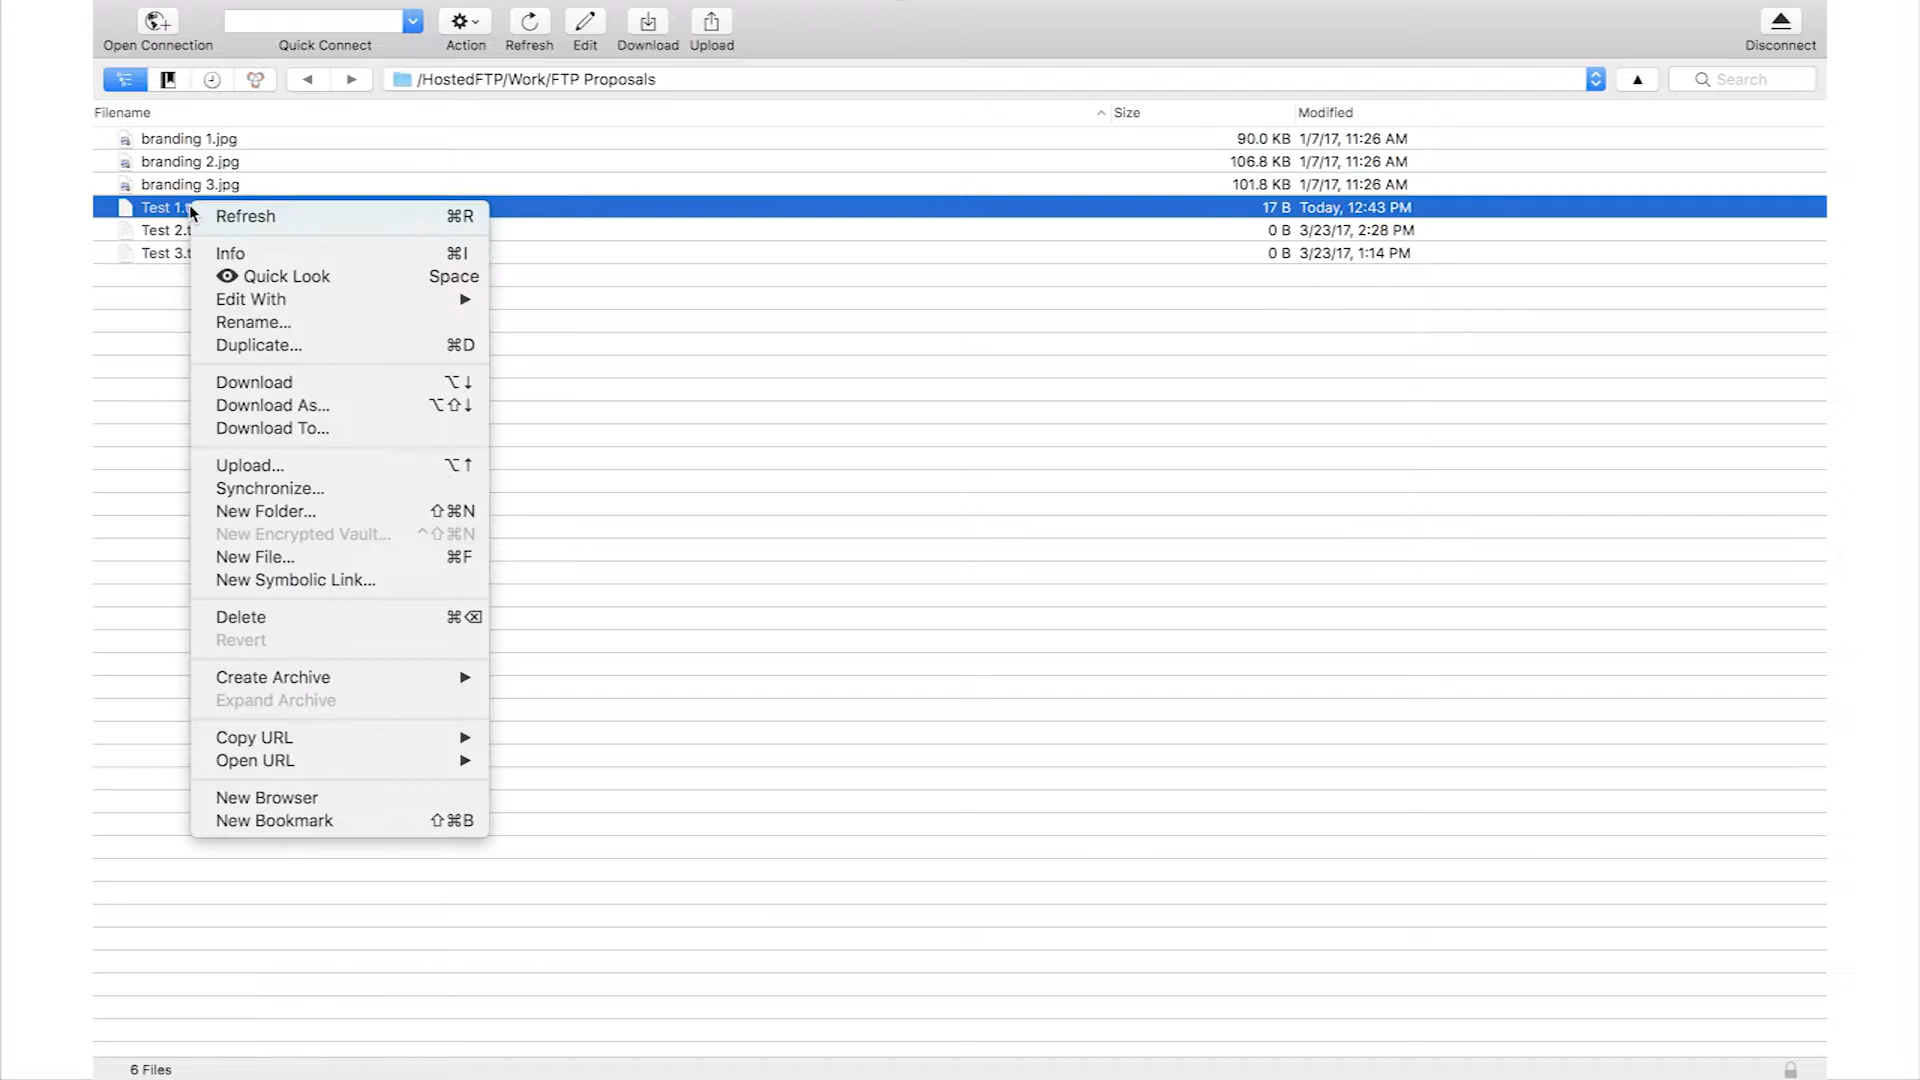 Open Connection
Quick Connect
Action
Refresh
Edit
Download
Upload
Disconnect
/HostedFTP/Work/FTP Proposals
Search
Filename Size Modified
branding 1.jpg 90.0 KB 1/7/17, 11:26 AM
branding 2.jpg 106.8 KB 1/7/17, 11:26 AM
branding 3.jpg 101.8 KB 1/7/17, 11:26 AM
Test 1.t 17 B Today, 12:43 PM
Test 2.t 0 B 3/23/17, 2:28 PM
Test 3.t 0 B 3/23/17, 1:14 PM
Refresh ⌘R
Info ⌘I
Quick Look Space
Edit With
Rename...
Duplicate... ⌘D
Download ⌥↓
Download As... ⌥⇧↓
Download To...
Upload... ⌥↑
Synchronize...
New Folder... ⇧⌘N
New Encrypted Vault... ^⇧⌘N
New File... ⌘F
New Symbolic Link...
Delete ⌘⌫
Revert
Create Archive
Expand Archive
Copy URL
Open URL
New Browser
New Bookmark ⇧⌘B
6 Files